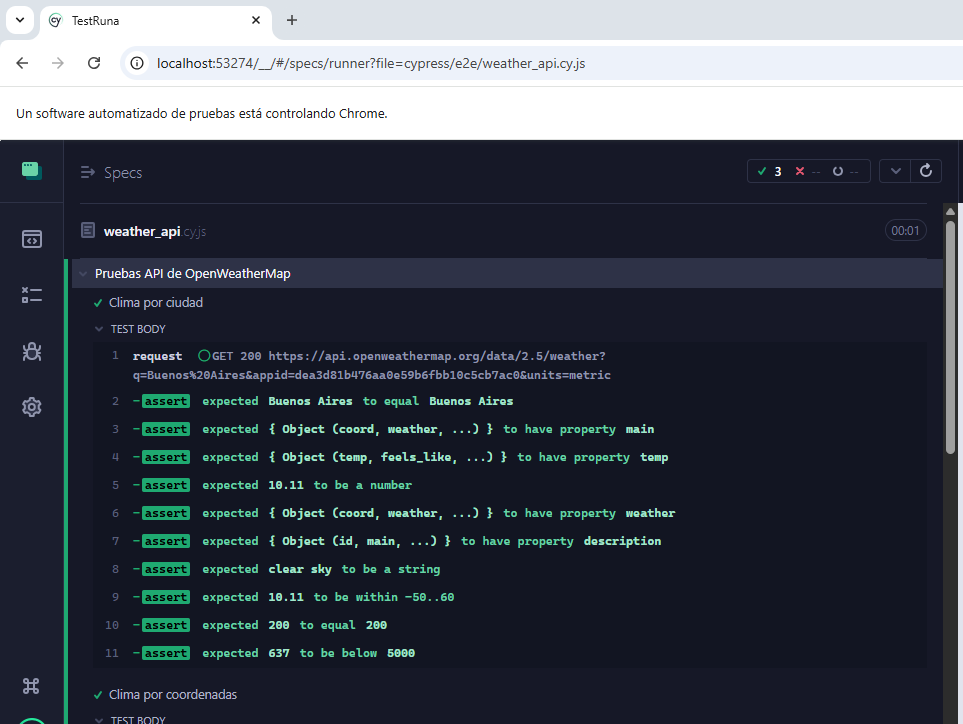 TestRuna
localhost:53274/__/#/specs/runner?file=cypress/e2e/weather_api.cy.js
Un software automatizado de pruebas está controlando Chrome.
Specs
3 -- --
weather_api.cy.js
00:01
Pruebas API de OpenWeatherMap
Clima por ciudad
TEST BODY
1 request GET 200 https://api.openweathermap.org/data/2.5/weather?
q=Buenos%20Aires&appid=dea3d81b476aa0e59b6fbb10c5cb7ac0&units=metric
2 -assert expected Buenos Aires to equal Buenos Aires
3 -assert expected { Object (coord, weather, ...) } to have property main
4 -assert expected { Object (temp, feels_like, ...) } to have property temp
5 -assert expected 10.11 to be a number
6 -assert expected { Object (coord, weather, ...) } to have property weather
7 -assert expected { Object (id, main, ...) } to have property description
8 -assert expected clear sky to be a string
9 -assert expected 10.11 to be within -50..60
10 -assert expected 200 to equal 200
11 -assert expected 637 to be below 5000
Clima por coordenadas
TEST BODY